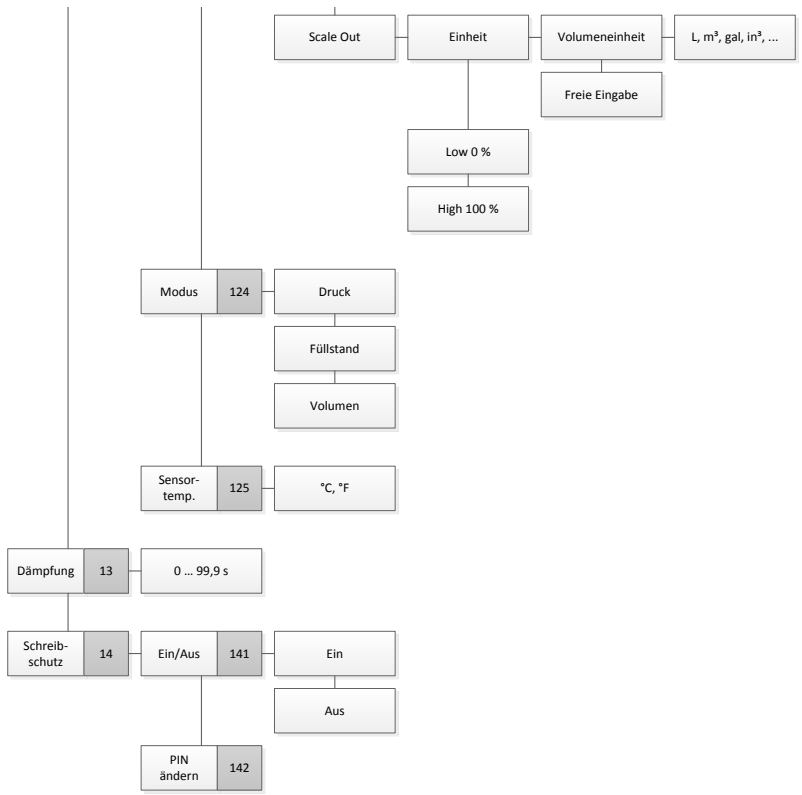 Scale Out
Einheit
Volumeneinheit
L, m³, gal, in³, ...
Freie Eingabe
Low 0 %
High 100 %
Modus
124
Druck
Füllstand
Volumen
Sensor-
temp.
125
°C, °F
Dämpfung
13
0 ... 99,9 s
Schreib-
schutz
14
Ein/Aus
141
Ein
Aus
PIN
ändern
142